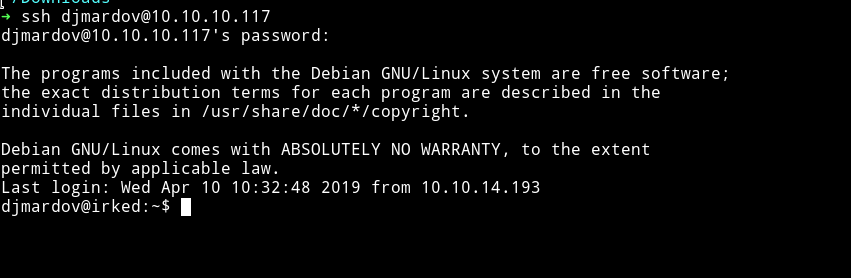 /Downloads
➜ ssh djmardov@10.10.10.117
djmardov@10.10.10.117's password:
The programs included with the Debian GNU/Linux system are free software;
the exact distribution terms for each program are described in the
individual files in /usr/share/doc/*/copyright.
Debian GNU/Linux comes with ABSOLUTELY NO WARRANTY, to the extent
permitted by applicable law.
Last login: Wed Apr 10 10:32:48 2019 from 10.10.14.193
djmardov@irked:~$